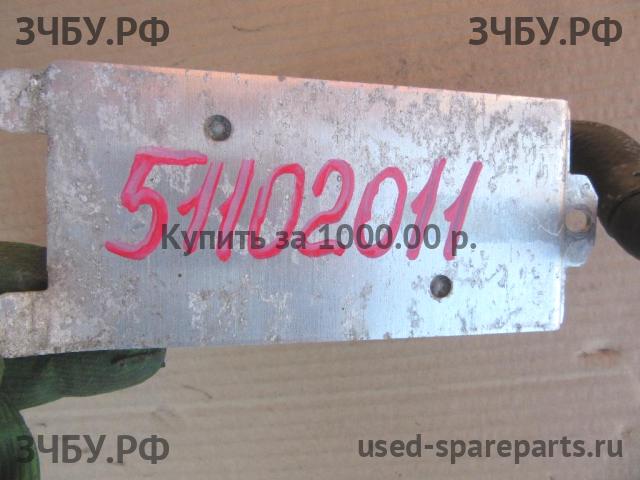 ЗЧБУ.РФ ЗЧБУ.РФ
51102011
Купить за 1000.00 р.
ЗЧБУ.РФ used-spareparts.ru